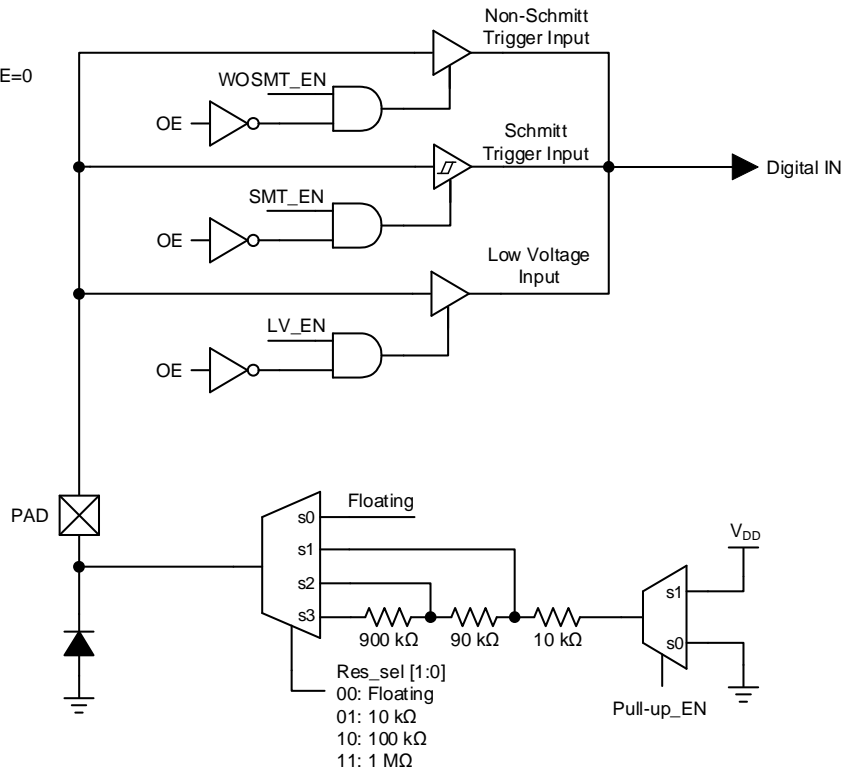 Non-Schmitt
Trigger Input
E=0
WOSMT_EN
OE
Schmitt
Trigger Input
Digital IN
SMT_EN
OE
Low Voltage
Input
LV_EN
OE
PAD
Floating
s0
s1
s2
s3
900 kΩ
90 kΩ
10 kΩ
VDD
s1
s0
Pull-up_EN
Res_sel [1:0]
00: Floating
01: 10 kΩ
10: 100 kΩ
11: 1 MΩ